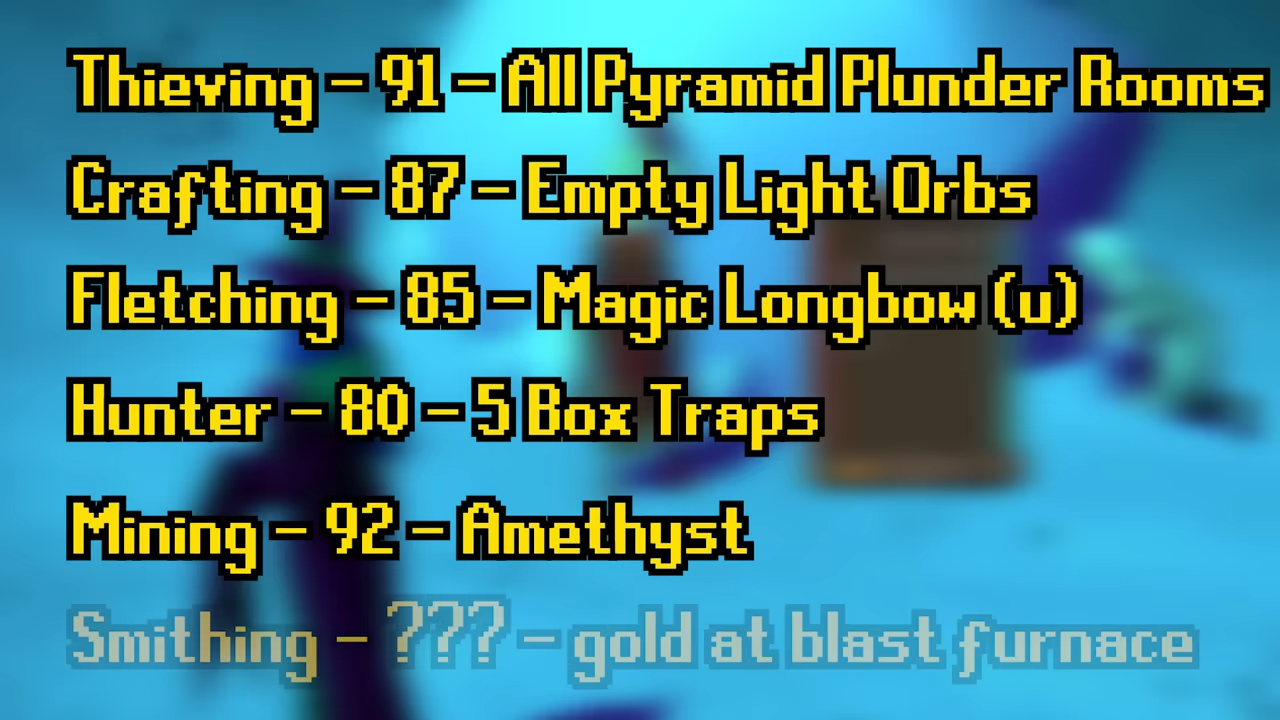 Thieving - 91 - All Pyramid Plunder Rooms
Crafting - 87 - Empty Light Orbs
Fletching - 85 - Magic Longbow (u)
Hunter - 80 - 5 Box Traps
Mining - 92 - Amethyst
Smithing - ??? - gold at blast furnace